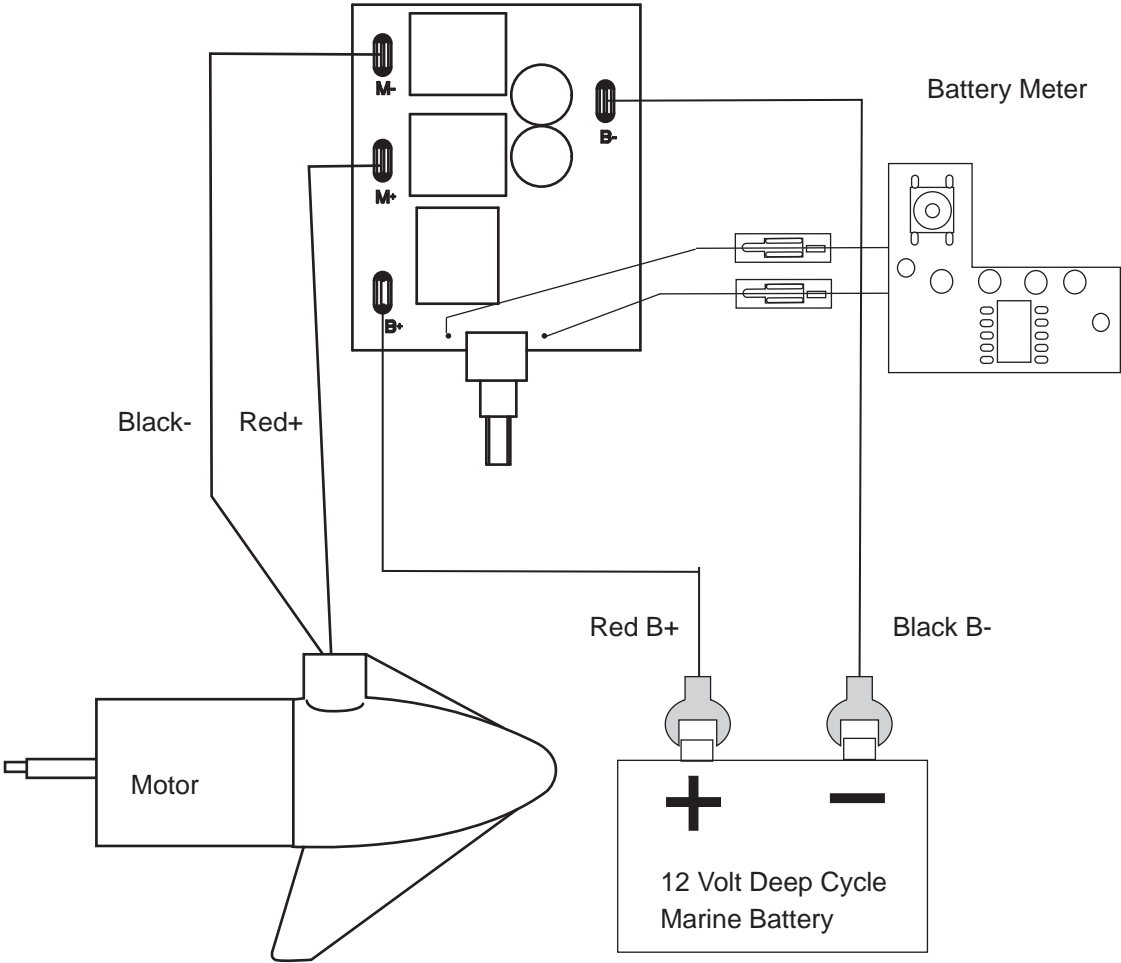 M-
B-
Battery Meter
M+
B+
Black-
Red+
Red B+
Black B-
Motor
+
−
12 Volt Deep Cycle
Marine Battery